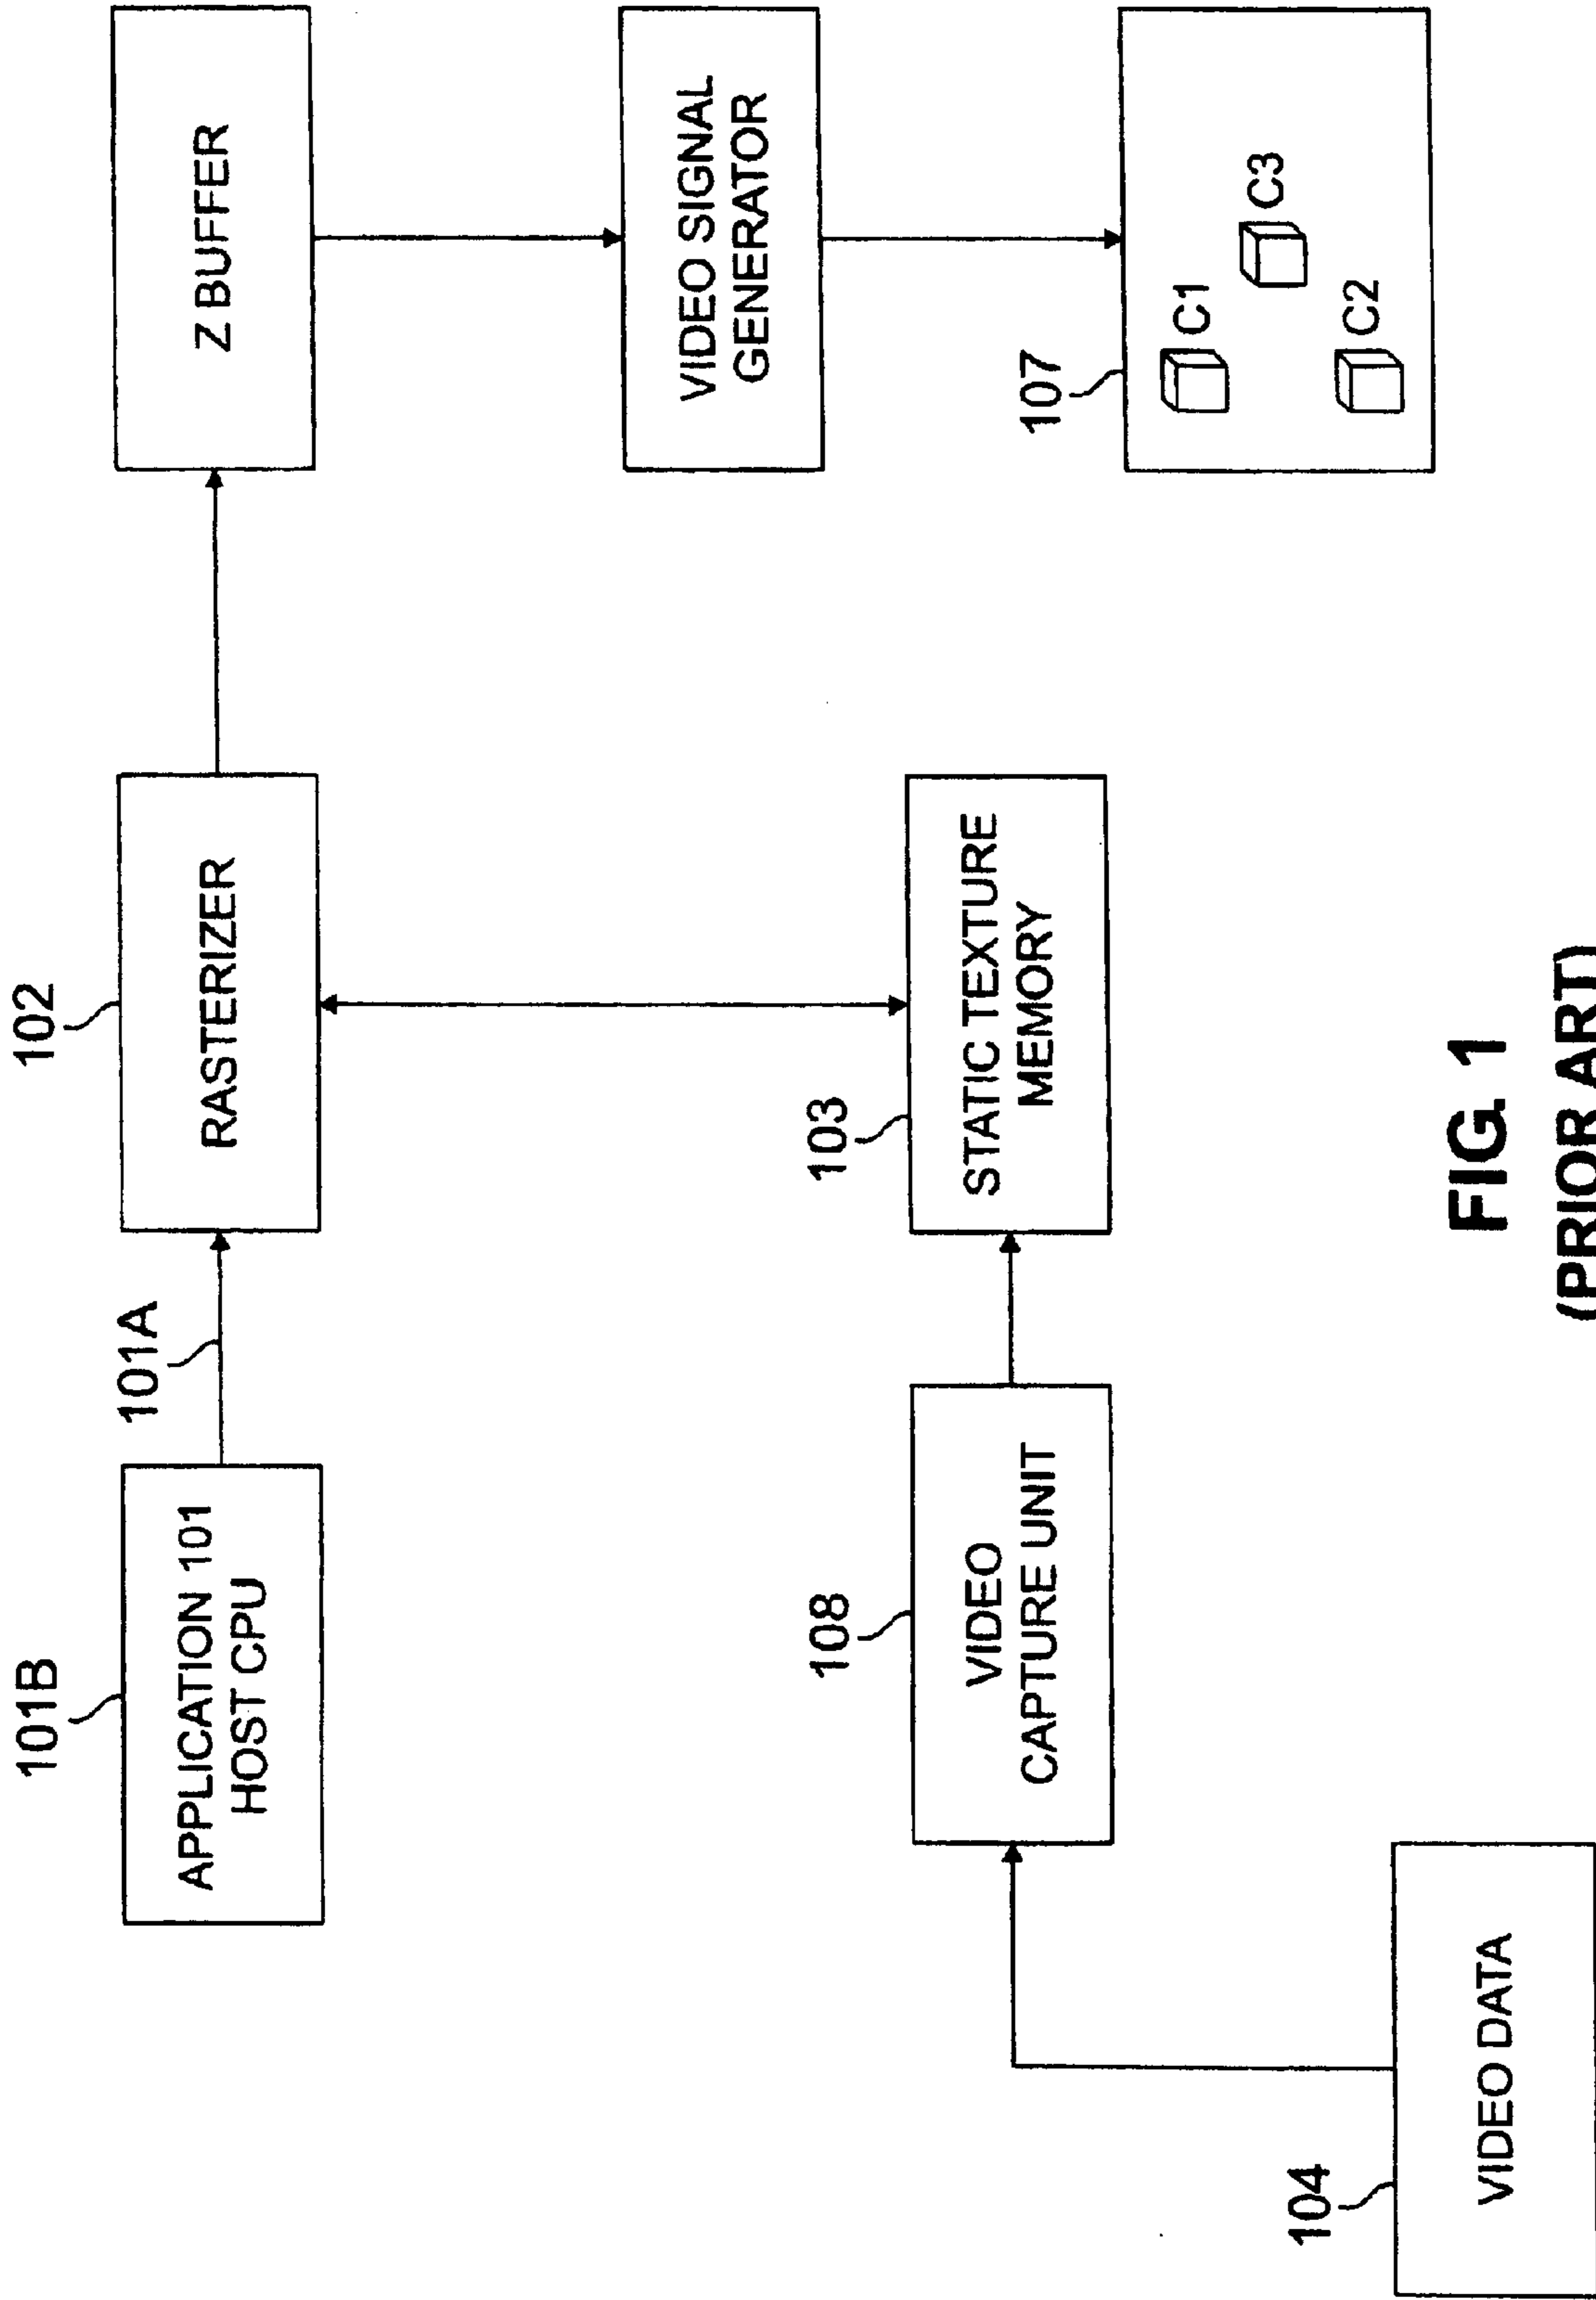 101B
APPLICATION 101
HOST CPU
101A
102
RASTERIZER
Z BUFFER
VIDEO SIGNAL
GENERATOR
108
VIDEO
CAPTURE UNIT
103
STATIC TEXTURE
MEMORY
107
C1
C3
C2
104
VIDEO DATA
FIG. 1
(PRIOR ART)